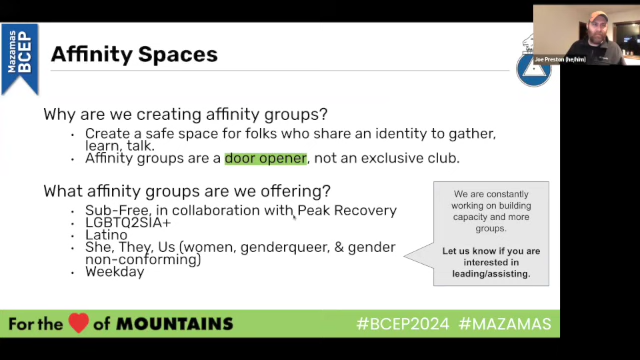 Mazamas
BCEP
Affinity Spaces
Joe Preston (he/him)
Why are we creating affinity groups?
• Create a safe space for folks who share an identity to gather,
learn, talk.
• Affinity groups are a door opener, not an exclusive club.
What affinity groups are we offering?
• Sub-Free, in collaboration with Peak Recovery
• LGBTQ2SIA+
• Latino
• She, They, Us (women, genderqueer, & gender
non-conforming)
• Weekday
We are constantly
working on building
capacity and more
groups.
Let us know if you are
interested in
leading/assisting.
For the ❤ of MOUNTAINS
#BCEP2024 #MAZAMAS